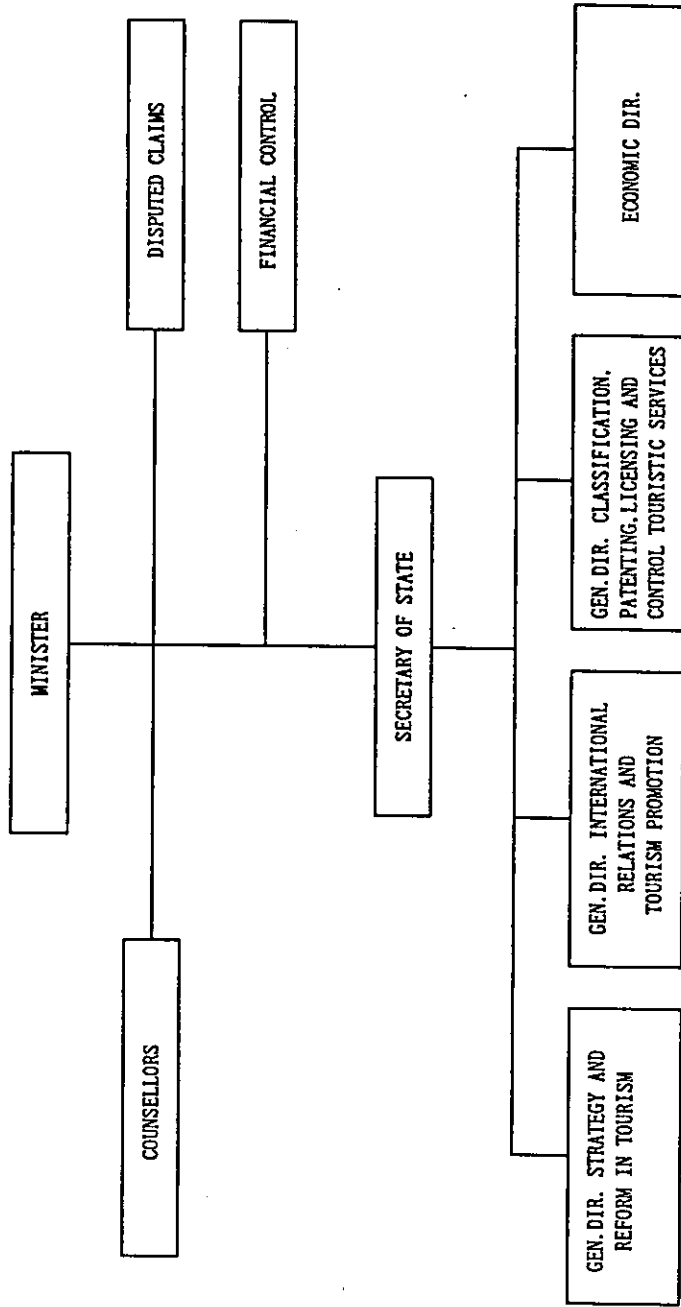 MINISTER
COUNSELLORS
DISPUTED CLAIMS
FINANCIAL CONTROL
SECRETARY OF STATE
GEN.DIR. STRATEGY AND
REFORM IN TOURISM
GEN.DIR. INTERNATIONAL
RELATIONS AND
TOURISM PROMOTION
GEN.DIR. CLASSIFICATION.
PATENTING.LICENSING AND
CONTROL TOURISTIC SERVICES
ECONOMIC DIR.